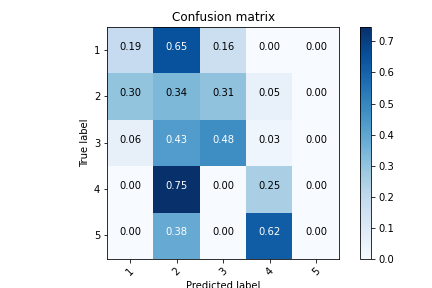 Confusion matrix
True label
1 0.19 0.65 0.16 0.00 0.00
2 0.30 0.34 0.31 0.05 0.00
3 0.06 0.43 0.48 0.03 0.00
4 0.00 0.75 0.00 0.25 0.00
5 0.00 0.38 0.00 0.62 0.00
1 2 3 4 5
Predicted label
0.7
0.6
0.5
0.4
0.3
0.2
0.1
0.0